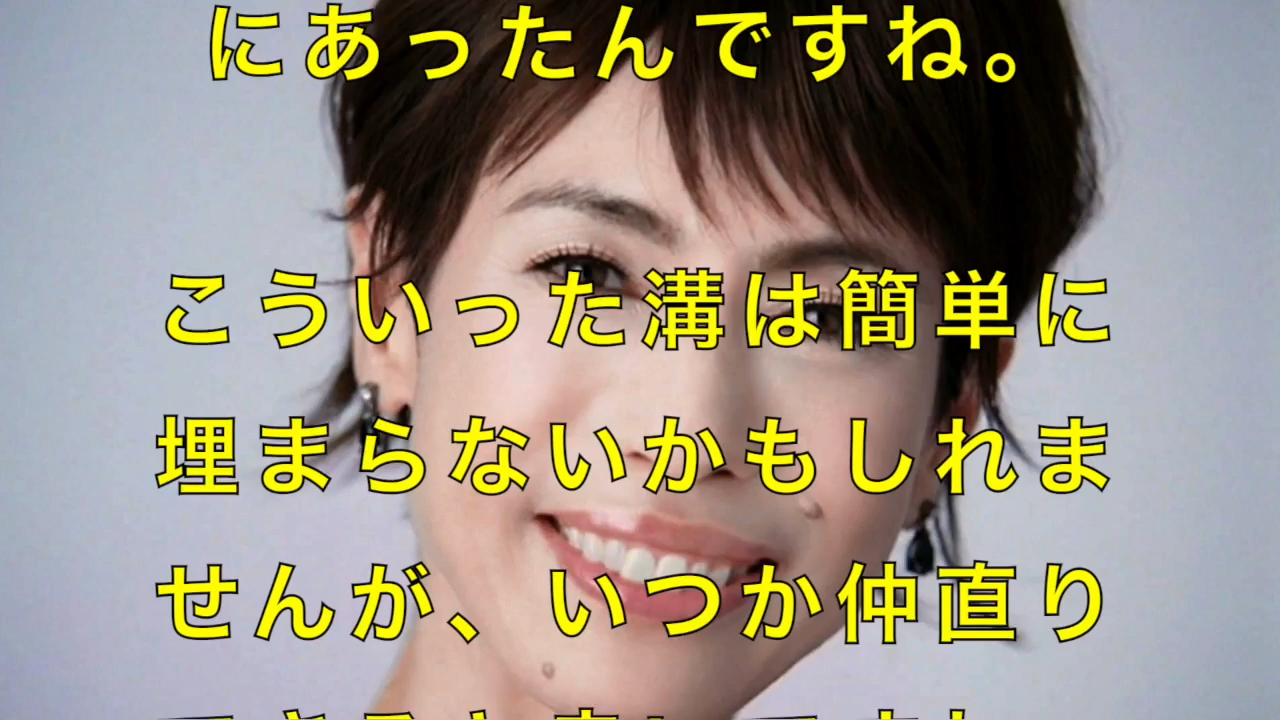 にあったんですね。
こういった溝は簡単に
埋まらないかもしれま
せんが、いつか仲直り